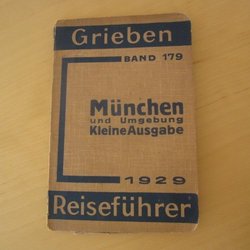 Grieben
BAND 179
München
und Umgebung
Kleine Ausgabe
1929
Reiseführer